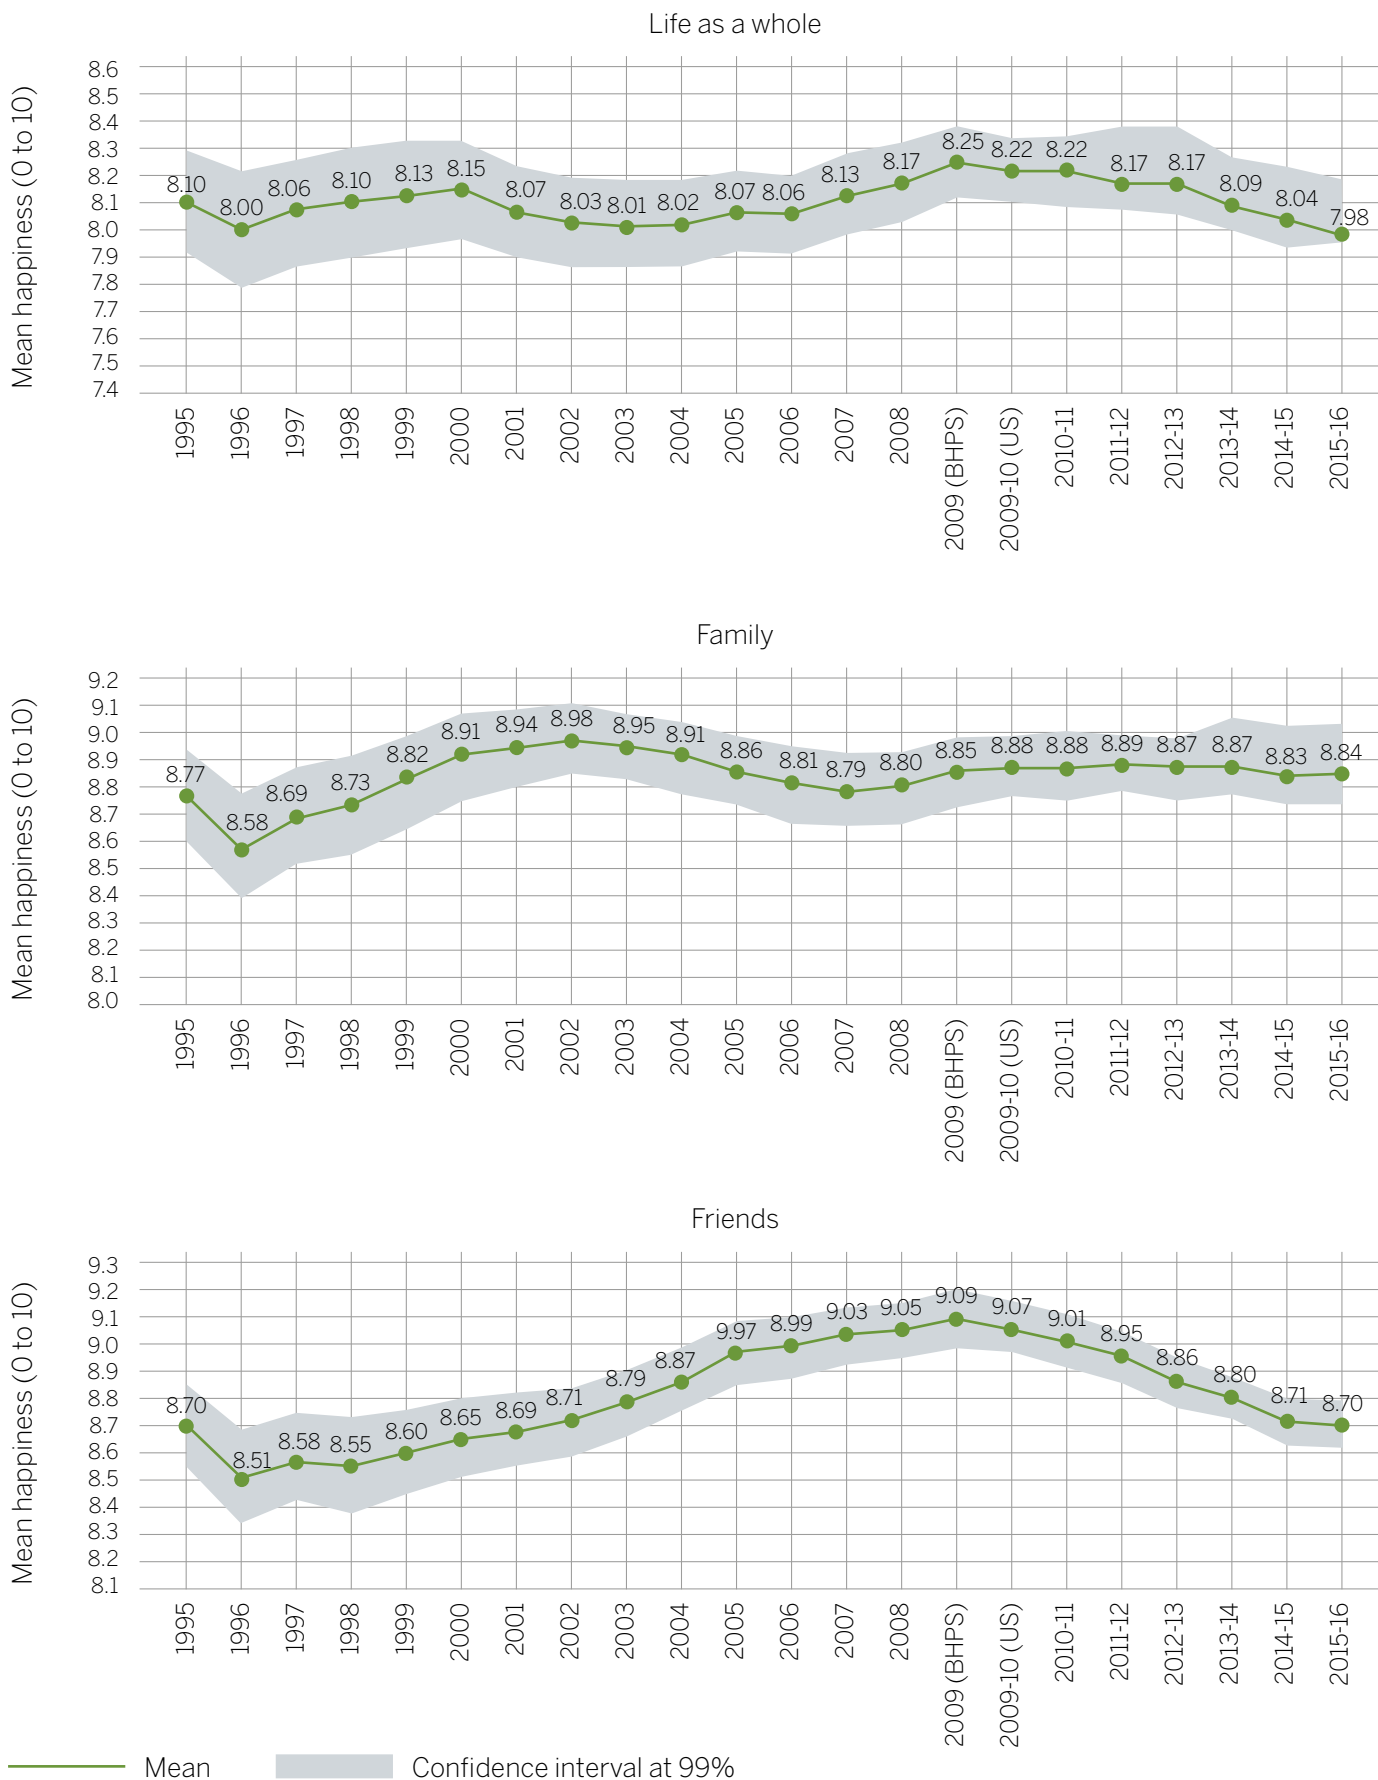 Life as a whole
Mean happiness (0 to 10)
8.6
8.5
8.4
8.3
8.2
8.1
8.0
7.9
7.8
7.7
7.6
7.5
7.4
8.10 8.00 8.06 8.10 8.13 8.15 8.07 8.03 8.01 8.02 8.07 8.06 8.13 8.17 8.25 8.22 8.22 8.17 8.17 8.09 8.04 7.98
1995 1996 1997 1998 1999 2000 2001 2002 2003 2004 2005 2006 2007 2008 2009 (BHPS) 2009-10 (US) 2010-11 2011-12 2012-13 2013-14 2014-15 2015-16
Family
Mean happiness (0 to 10)
9.2
9.1
9.0
8.9
8.8
8.7
8.6
8.5
8.4
8.3
8.2
8.1
8.0
8.77 8.58 8.69 8.73 8.82 8.91 8.94 8.98 8.95 8.91 8.86 8.81 8.79 8.80 8.85 8.88 8.88 8.89 8.87 8.87 8.83 8.84
1995 1996 1997 1998 1999 2000 2001 2002 2003 2004 2005 2006 2007 2008 2009 (BHPS) 2009-10 (US) 2010-11 2011-12 2012-13 2013-14 2014-15 2015-16
Friends
Mean happiness (0 to 10)
9.3
9.2
9.1
9.0
8.9
8.8
8.7
8.6
8.5
8.4
8.3
8.2
8.1
8.70 8.51 8.58 8.55 8.60 8.65 8.69 8.71 8.79 8.87 9.97 8.99 9.03 9.05 9.09 9.07 9.01 8.95 8.86 8.80 8.71 8.70
1995 1996 1997 1998 1999 2000 2001 2002 2003 2004 2005 2006 2007 2008 2009 (BHPS) 2009-10 (US) 2010-11 2011-12 2012-13 2013-14 2014-15 2015-16
Mean
Confidence interval at 99%